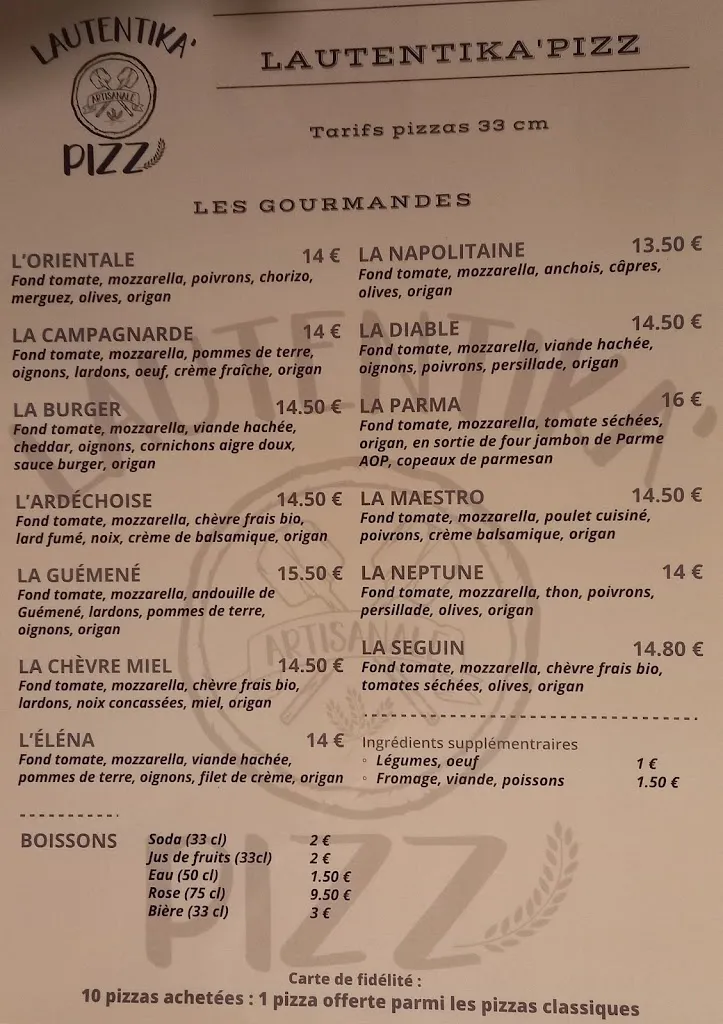 LAUTENTIKA'
ARTISANALE
PIZZ
LAUTENTIKA'PIZZ
Tarifs pizzas 33 cm
LES GOURMANDES
L'ORIENTALE 14 €
Fond tomate, mozzarella, poivrons, chorizo,
merguez, olives, origan
LA CAMPAGNARDE 14 €
Fond tomate, mozzarella, pommes de terre,
oignons, lardons, oeuf, crème fraîche, origan
LA BURGER 14.50 €
Fond tomate, mozzarella, viande hachée,
cheddar, oignons, cornichons aigre doux,
sauce burger, origan
L'ARDÉCHOISE 14.50 €
Fond tomate, mozzarella, chèvre frais bio,
lard fumé, noix, crème de balsamique, origan
LA GUÉMENÉ 15.50 €
Fond tomate, mozzarella, andouille de
Guémené, lardons, pommes de terre,
oignons, origan
LA CHÈVRE MIEL 14.50 €
Fond tomate, mozzarella, chèvre frais bio,
lardons, noix concassées, miel, origan
L'ÉLÉNA 14 €
Fond tomate, mozzarella, viande hachée,
pommes de terre, oignons, filet de crème, origan
LA NAPOLITAINE 13.50 €
Fond tomate, mozzarella, anchois, câpres,
olives, origan
LA DIABLE 14.50 €
Fond tomate, mozzarella, viande hachée,
oignons, poivrons, persillade, origan
LA PARMA 16 €
Fond tomate, mozzarella, tomate séchées,
origan, en sortie de four jambon de Parme
AOP, copeaux de parmesan
LA MAESTRO 14.50 €
Fond tomate, mozzarella, poulet cuisiné,
poivrons, crème balsamique, origan
LA NEPTUNE 14 €
Fond tomate, mozzarella, thon, poivrons,
persillade, olives, origan
LA SEGUIN 14.80 €
Fond tomate, mozzarella, chèvre frais bio,
tomates séchées, olives, origan
Ingrédients supplémentaires
◦ Légumes, oeuf 1 €
◦ Fromage, viande, poissons 1.50 €
BOISSONS
Soda (33 cl) 2 €
Jus de fruits (33cl) 2 €
Eau (50 cl) 1.50 €
Rose (75 cl) 9.50 €
Bière (33 cl) 3 €
LAUTENTIKA'
ARTISANALE
PIZZ
Carte de fidélité :
10 pizzas achetées : 1 pizza offerte parmi les pizzas classiques